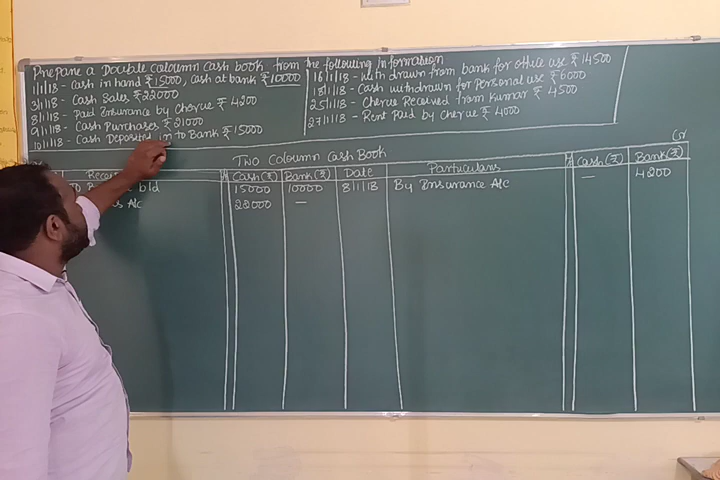 Prepare a Double Coloumn Cash book from the following information
1/1/18 - Cash in hand ₹ 15000, cash at bank ₹ 10000
3/1/18 - Cash Sales ₹ 22000
8/1/18 - Paid Insurance by Cheque ₹ 4200
9/1/18 - Cash Purchases ₹ 21000
10/1/18 - Cash Deposited in to Bank ₹ 15000
16/1/18 - With drawn from bank for office use ₹ 14500
18/1/18 - Cash withdrawn for Personal use ₹ 6000
25/1/18 - Cheque Received from Kumar ₹ 4500
27/1/18 - Rent Paid by Cheque ₹ 4000
Two Coloumn Cash Book
Cash (₹) Bank (₹) Date Particulars Cash (₹) Bank (₹)
b/d 15000 10000 8/1/18 By Insurance A/c — 4200
A/c 22000 —